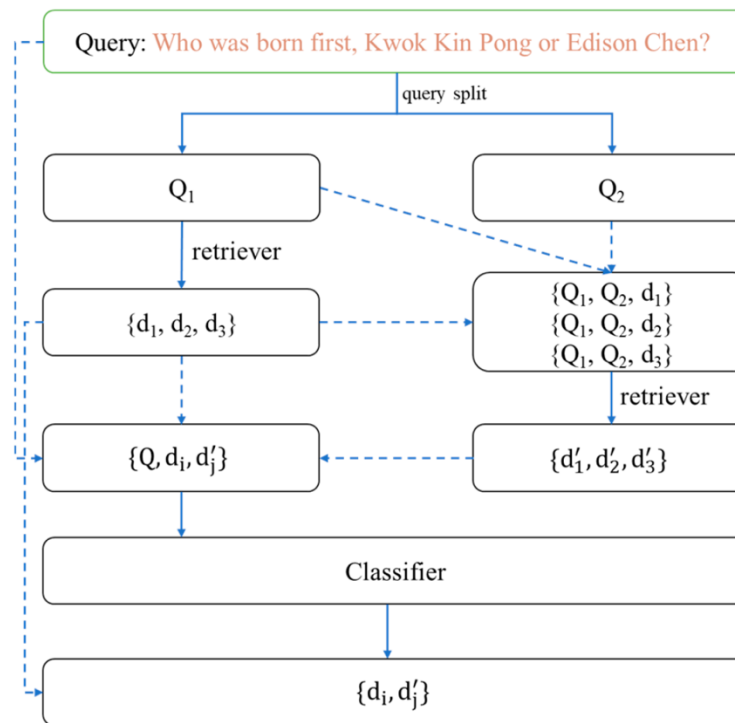 Query: Who was born first, Kwok Kin Pong or Edison Chen?
query split
Q₁
Q₂
retriever
{d₁, d₂, d₃}
{Q₁, Q₂, d₁}
{Q₁, Q₂, d₂}
{Q₁, Q₂, d₃}
retriever
{Q, dᵢ, d′ⱼ}
{d′₁, d′₂, d′₃}
Classifier
{dᵢ, d′ⱼ}